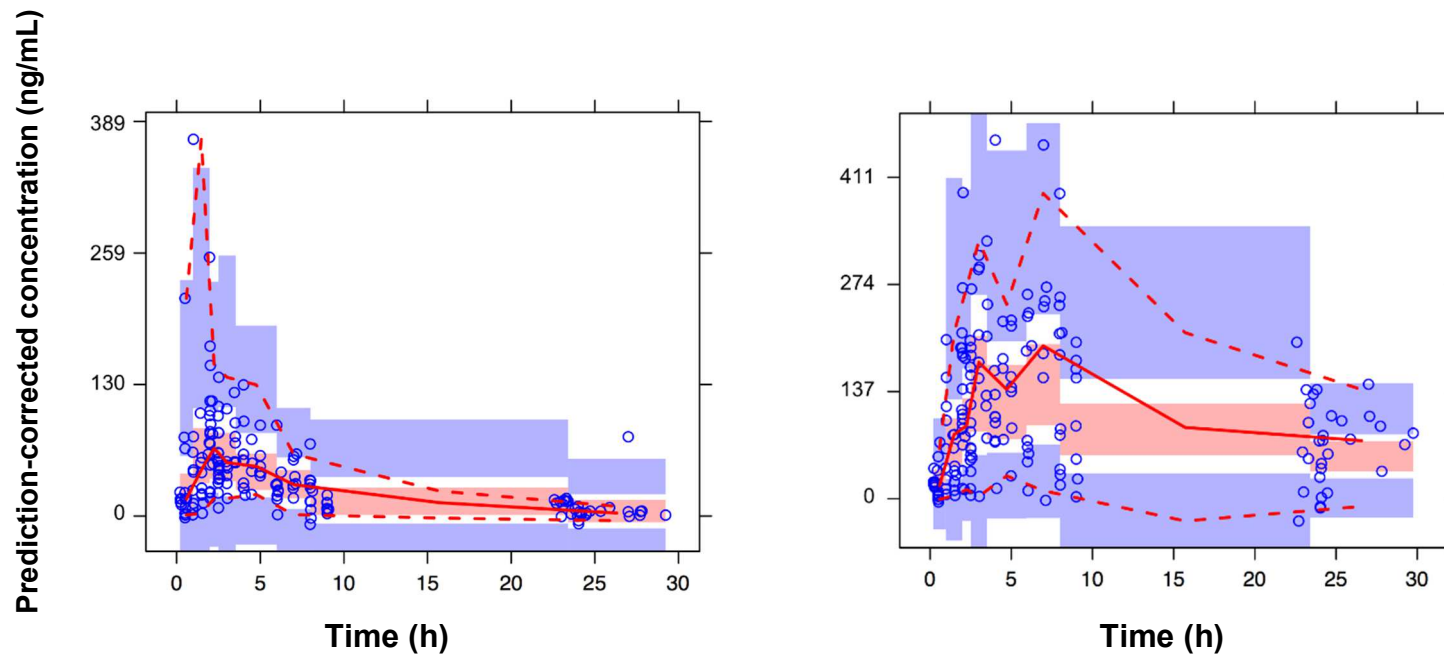 Prediction-corrected concentration (ng/mL)
389
259
130
0
0 5 10 15 20 25 30
Time (h)
411
274
137
0
0 5 10 15 20 25 30
Time (h)